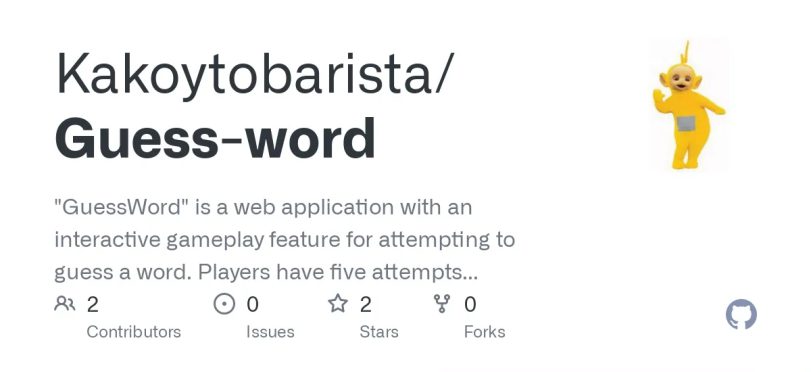 Kakoytobarista/
Guess-word
"GuessWord" is a web application with an
interactive gameplay feature for attempting to
guess a word. Players have five attempts...
2 0 2 0
Contributors Issues Stars Forks